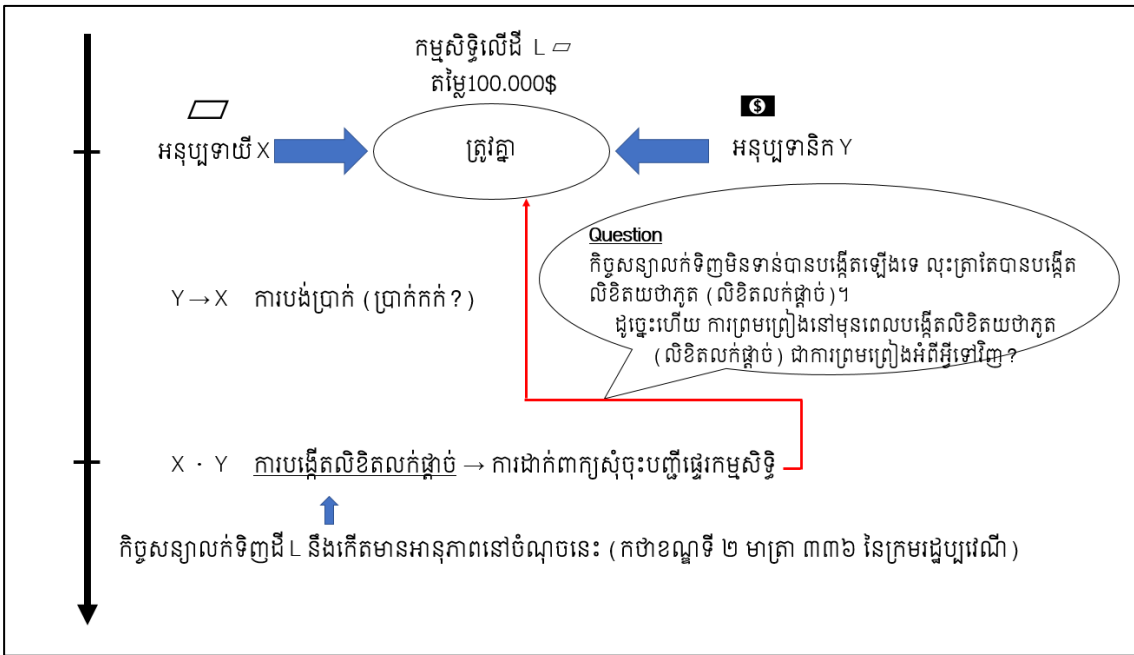 កម្មសិទ្ធិលើដី L
តម្លៃ100.000$
អនុប្បទាយី X
ត្រូវគ្នា
$
អនុប្បទានិក Y
Question
កិច្ចសន្យាលក់ទិញមិនទាន់បានបង្កើតឡើងទេ លុះត្រាតែបានបង្កើត
លិខិតយថាភូត (លិខិតលក់ផ្តាច់)។
ដូច្នេះហើយ ការព្រមព្រៀងនៅមុនពេលបង្កើតលិខិតយថាភូត
(លិខិតលក់ផ្តាច់) ជាការព្រមព្រៀងអំពីអ្វីទៅវិញ?
Y→X ការបង់ប្រាក់ (ប្រាក់កក់?)
X · Y ការបង្កើតលិខិតលក់ផ្តាច់ → ការដាក់ពាក្យសុំចុះបញ្ជីផ្ទេរកម្មសិទ្ធិ
កិច្ចសន្យាលក់ទិញដី L នឹងកើតមានអានុភាពនៅចំណុចនេះ (កថាខណ្ឌទី ២ មាត្រា ៣៣៦ នៃក្រមរដ្ឋប្បវេណី)